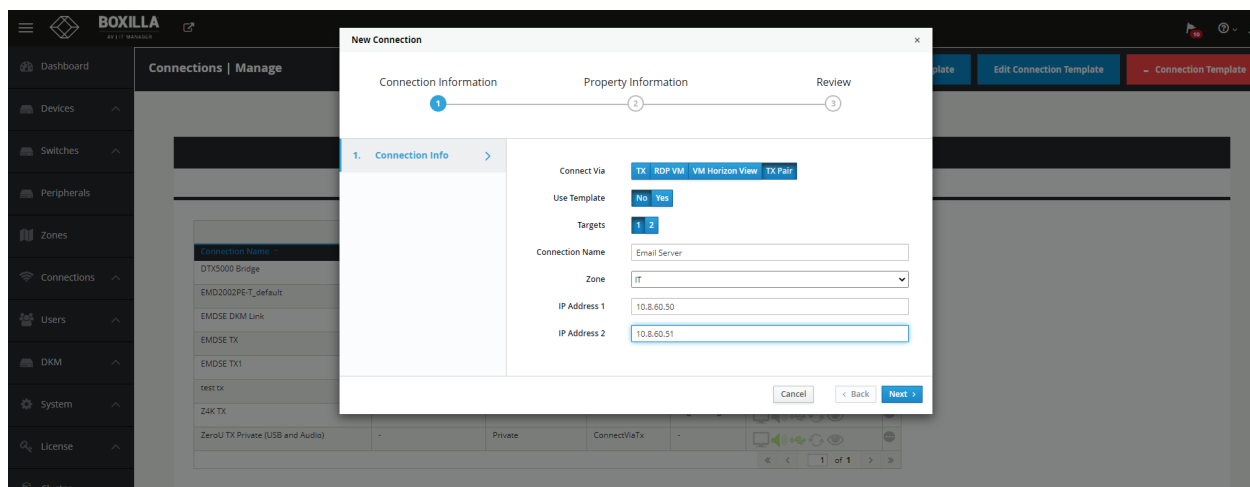 BOXILLA
AV | IT MANAGER
New Connection
×
10
Dashboard
Connections | Manage
Edit Connection Template
Connection Template
Connection Information
Property Information
Review
1
2
3
Devices
Switches
1. Connection Info
Connect Via
TX RDP VM VM Horizon View TX Pair
Peripherals
Use Template
No Yes
Zones
Targets
1 2
Connection Name
Connection Name
Email Server
DTX5000 Bridge
Connections
Zone
IT
EMD2002PE-T_default
IP Address 1
10.8.60.50
Users
EMDSE DKM Link
EMDSE TX
IP Address 2
10.8.60.51
DKM
EMDSE TX1
test tx
Cancel
< Back
Next >
System
Z4K TX
ZeroU TX Private (USB and Audio)
-
Private
ConnectViaTx
-
License
1 of 1